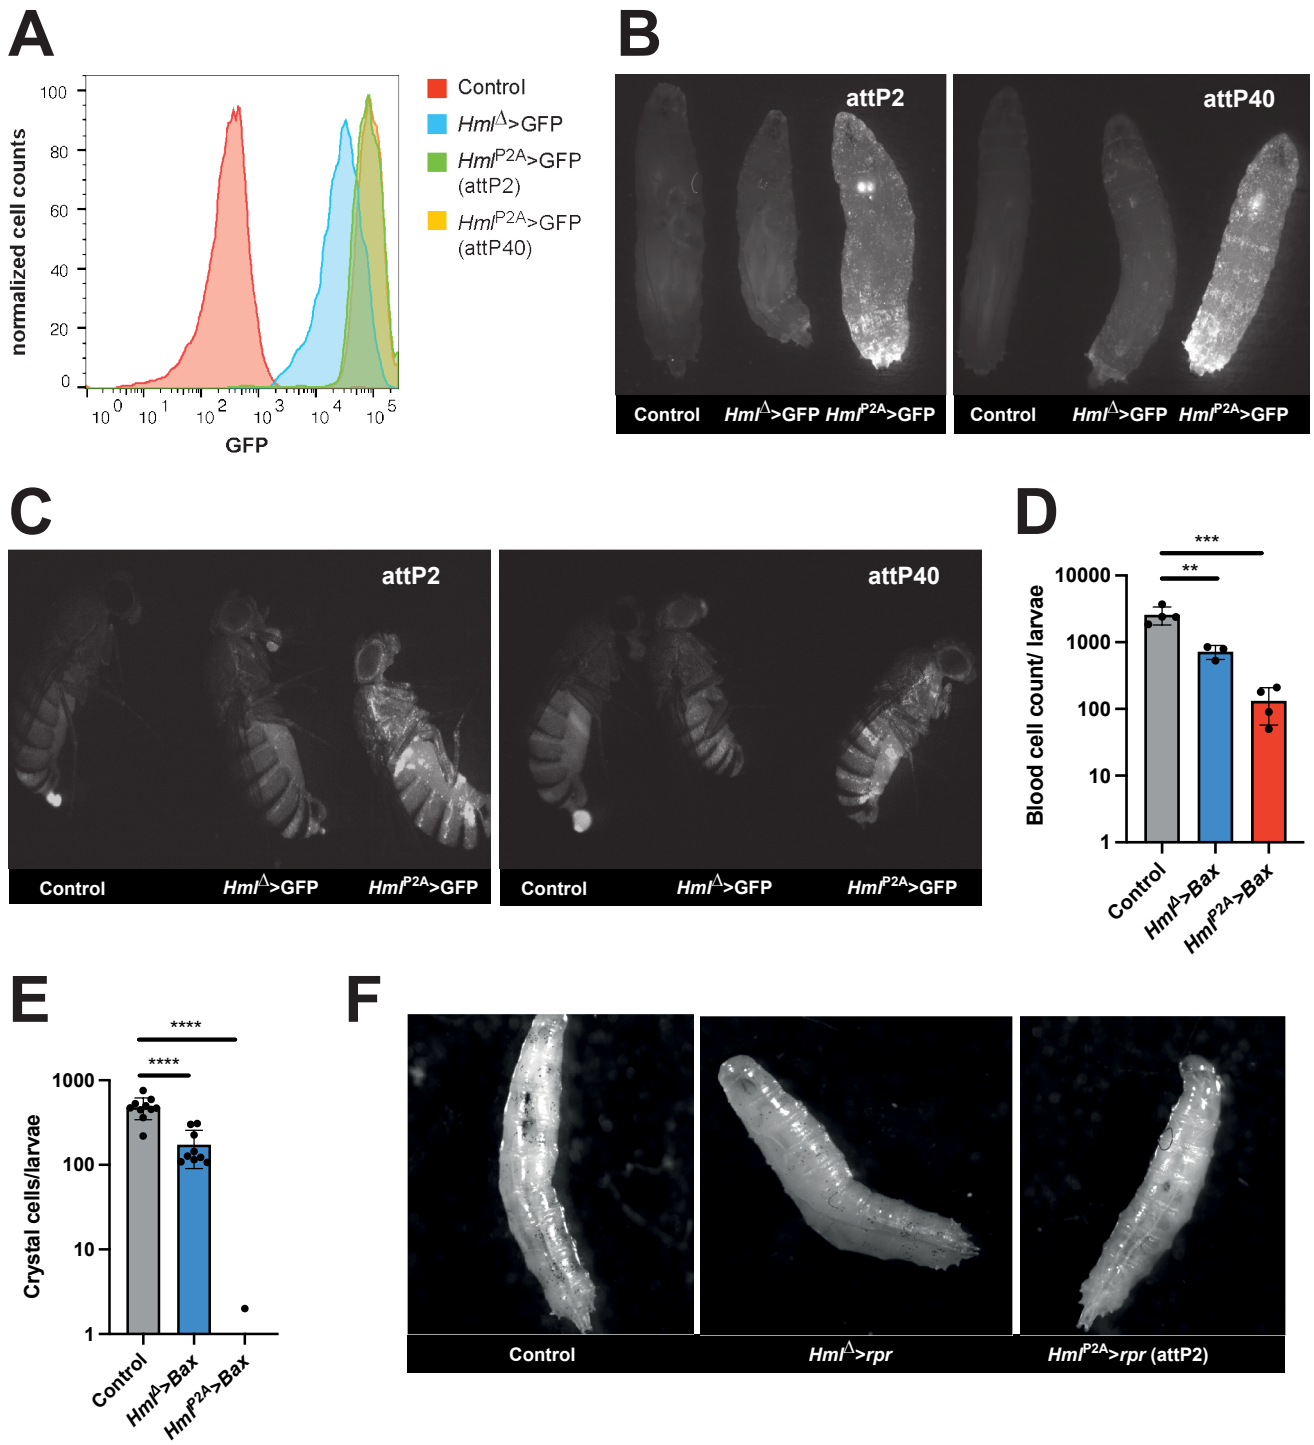 A
100
80
60
40
20
0
normalized cell counts
10^0 10^1 10^2 10^3 10^4 10^5
GFP
Control
Hml^Δ>GFP
Hml^P2A>GFP
(attP2)
Hml^P2A>GFP
(attP40)
B
attP2
Control Hml^Δ>GFP Hml^P2A>GFP
attP40
Control Hml^Δ>GFP Hml^P2A>GFP
C
attP2
Control Hml^Δ>GFP Hml^P2A>GFP
attP40
Control Hml^Δ>GFP Hml^P2A>GFP
D
***
**
10000
1000
100
10
1
Blood cell count/ larvae
Control
Hml^Δ>Bax
Hml^P2A>Bax
E
****
****
1000
100
10
1
Crystal cells/larvae
Control
Hml^Δ>Bax
Hml^P2A>Bax
F
Control
Hml^Δ>rpr
Hml^P2A>rpr (attP2)